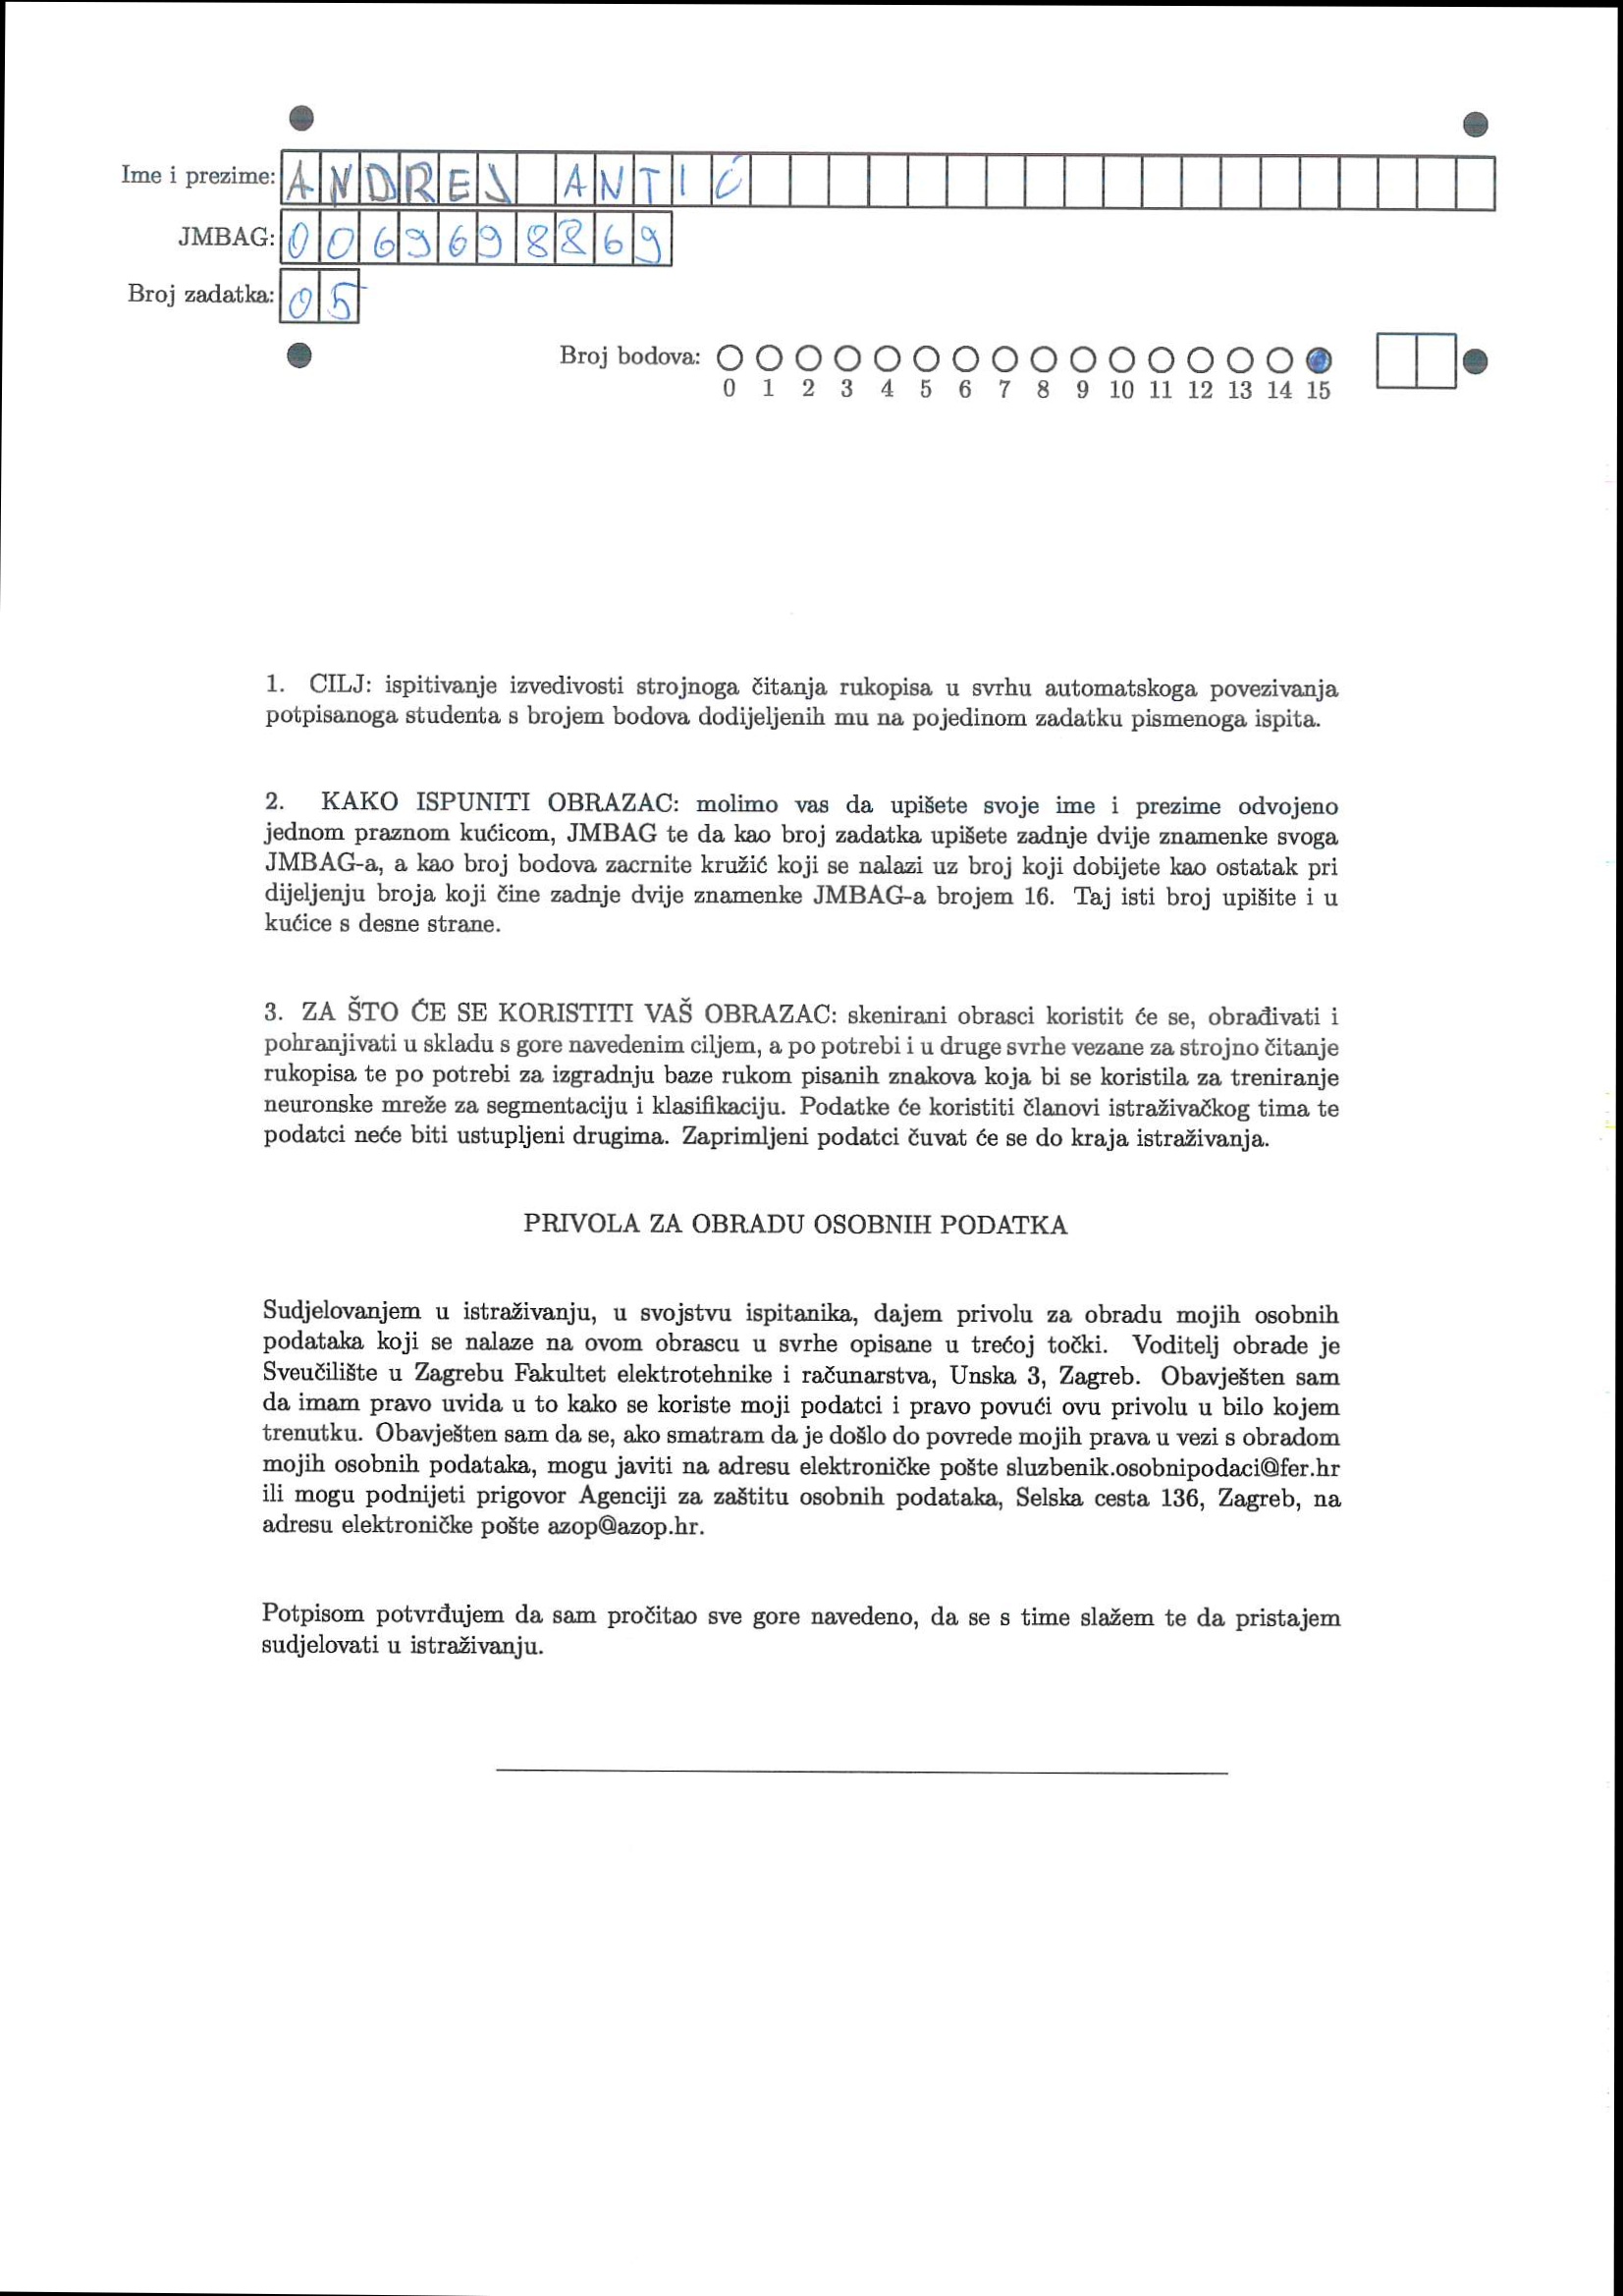 Ime i prezime: ANDREJ ANTIĆ
JMBAG: 0069698869
Broj zadatka: 05
Broj bodova:
0 1 2 3 4 5 6 7 8 9 10 11 12 13 14 15
1. CILJ: ispitivanje izvedivosti strojnoga čitanja rukopisa u svrhu automatskoga povezivanja
potpisanoga studenta s brojem bodova dodijeljenih mu na pojedinom zadatku pismenoga ispita.
2. KAKO ISPUNITI OBRAZAC: molimo vas da upišete svoje ime i prezime odvojeno
jednom praznom kućicom, JMBAG te da kao broj zadatka upišete zadnje dvije znamenke svoga
JMBAG-a, a kao broj bodova zacrnite kružić koji se nalazi uz broj koji dobijete kao ostatak pri
dijeljenju broja koji čine zadnje dvije znamenke JMBAG-a brojem 16. Taj isti broj upišite i u
kućice s desne strane.
3. ZA ŠTO ĆE SE KORISTITI VAŠ OBRAZAC: skenirani obrasci koristit će se, obrađivati i
pohranjivati u skladu s gore navedenim ciljem, a po potrebi i u druge svrhe vezane za strojno čitanje
rukopisa te po potrebi za izgradnju baze rukom pisanih znakova koja bi se koristila za treniranje
neuronske mreže za segmentaciju i klasifikaciju. Podatke će koristiti članovi istraživačkog tima te
podatci neće biti ustupljeni drugima. Zaprimljeni podatci čuvat će se do kraja istraživanja.
PRIVOLA ZA OBRADU OSOBNIH PODATKA
Sudjelovanjem u istraživanju, u svojstvu ispitanika, dajem privolu za obradu mojih osobnih
podataka koji se nalaze na ovom obrascu u svrhe opisane u trećoj točki. Voditelj obrade je
Sveučilište u Zagrebu Fakultet elektrotehnike i računarstva, Unska 3, Zagreb. Obavješten sam
da imam pravo uvida u to kako se koriste moji podatci i pravo povući ovu privolu u bilo kojem
trenutku. Obavješten sam da se, ako smatram da je došlo do povrede mojih prava u vezi s obradom
mojih osobnih podataka, mogu javiti na adresu elektroničke pošte sluzbenik.osobnipodaci@fer.hr
ili mogu podnijeti prigovor Agenciji za zaštitu osobnih podataka, Selska cesta 136, Zagreb, na
adresu elektroničke pošte azop@azop.hr.
Potpisom potvrđujem da sam pročitao sve gore navedeno, da se s time slažem te da pristajem
sudjelovati u istraživanju.